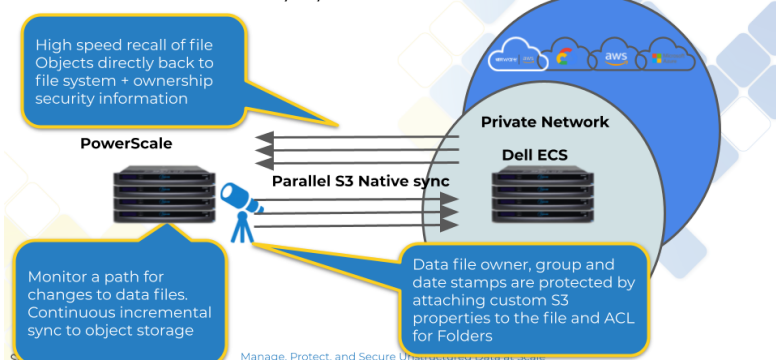 High speed recall of file
Objects directly back to
file system + ownership
security information
vmware aws
aws
Private Network
PowerScale
Dell ECS
Parallel S3 Native sync
Monitor a path for
changes to data files.
Continuous incremental
sync to object storage
Data file owner, group and
date stamps are protected by
attaching custom S3
properties to the file and ACL
for Folders
Manage, Protect, and Secure Unstructured Data at Scale